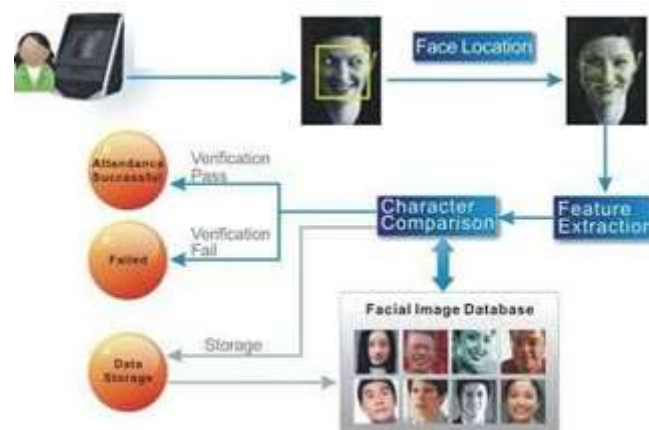 Face Location
Attendance
Successful
Verification
Pass
Character
Comparison
Feature
Extraction
Verification
Fail
Failed
Facial Image Database
Storage
Data
Storage